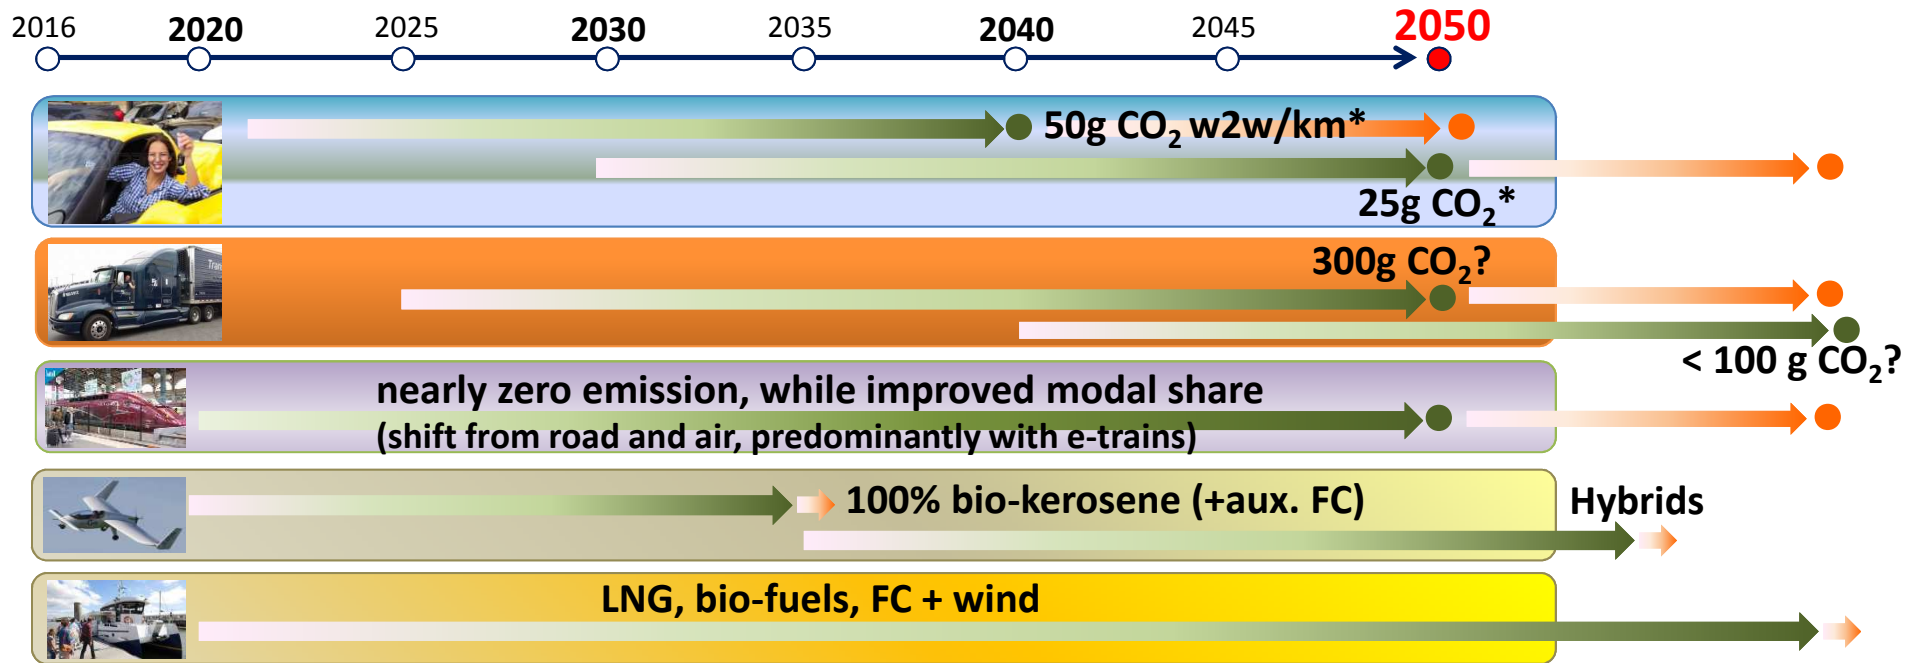 2016 2020 2025 2030 2035 2040 2045 2050
50g CO₂ w2w/km*
25g CO₂*
300g CO₂?
< 100 g CO₂?
nearly zero emission, while improved modal share
(shift from road and air, predominantly with e-trains)
100% bio-kerosene (+aux. FC)
Hybrids
LNG, bio-fuels, FC + wind